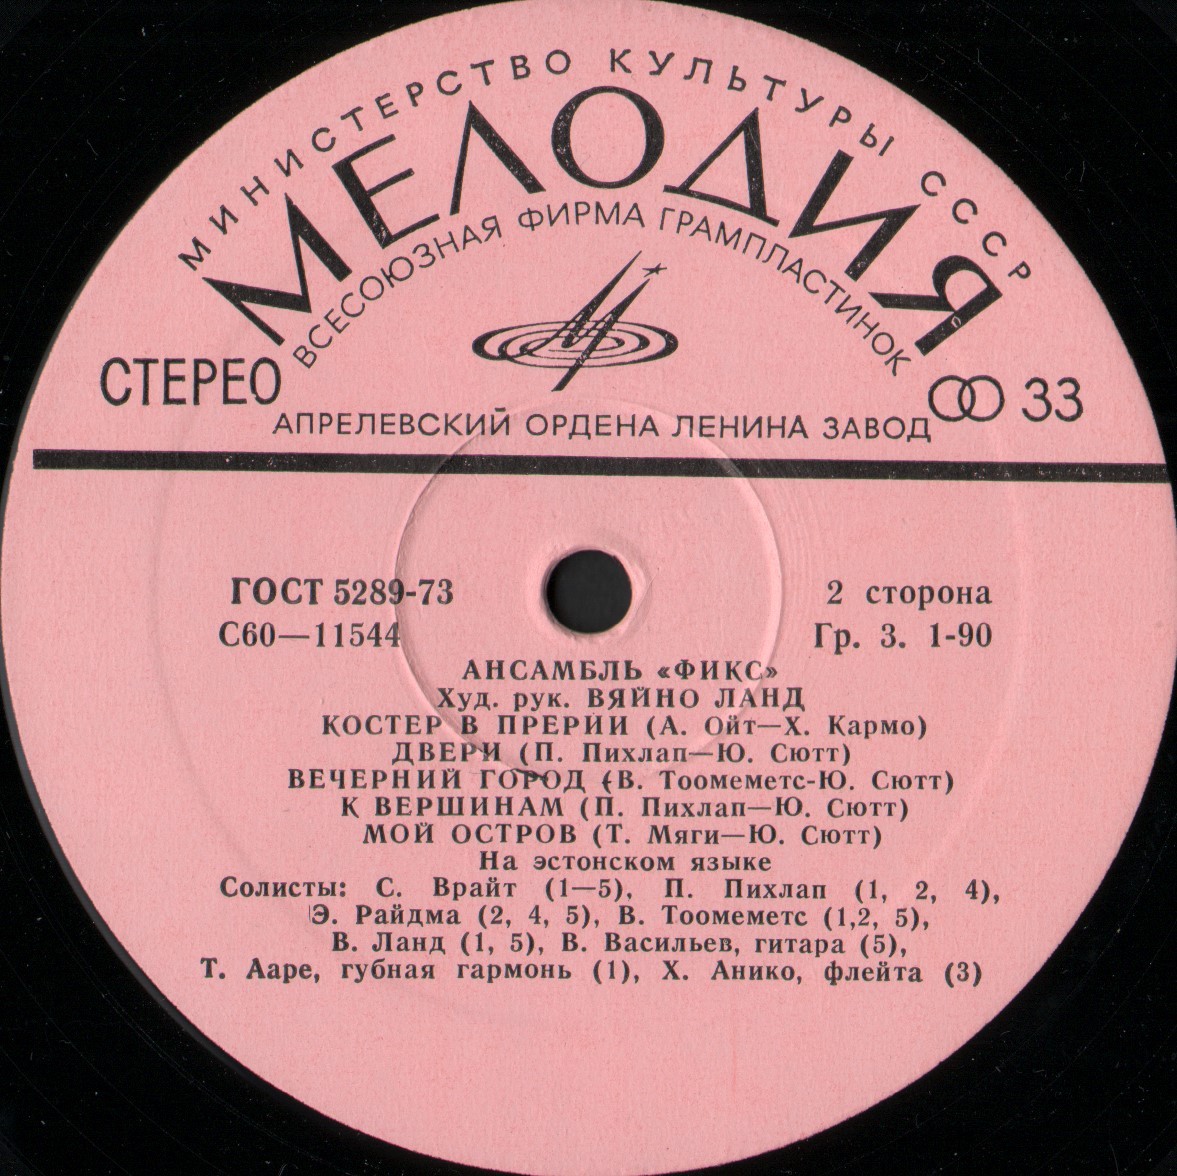 МИНИСТЕРСТВО КУЛЬТУРЫ СССР
МЕЛОДИЯ
ВСЕСОЮЗНАЯ ФИРМА ГРАМПЛАСТИНОК
СТЕРЕО
33
АПРЕЛЕВСКИЙ ОРДЕНА ЛЕНИНА ЗАВОД
ГОСТ 5289-73 2 сторона
С60—11544 Гр. 3. 1-90
АНСАМБЛЬ «ФИКС»
Худ. рук. ВЯЙНО ЛАНД
КОСТЕР В ПРЕРИИ (А. Ойт—Х. Кармо)
ДВЕРИ (П. Пихлап—Ю. Сютт)
ВЕЧЕРНИЙ ГОРОД (В. Тоомеметс-Ю. Сютт)
К ВЕРШИНАМ (П. Пихлап—Ю. Сютт)
МОЙ ОСТРОВ (Т. Мяги—Ю. Сютт)
На эстонском языке
Солисты: С. Врайт (1—5), П. Пихлап (1, 2, 4),
Э. Райдма (2, 4, 5), В. Тоомеметс (1,2, 5),
В. Ланд (1, 5), В. Васильев, гитара (5),
Т. Ааре, губная гармонь (1), Х. Анико, флейта (3)